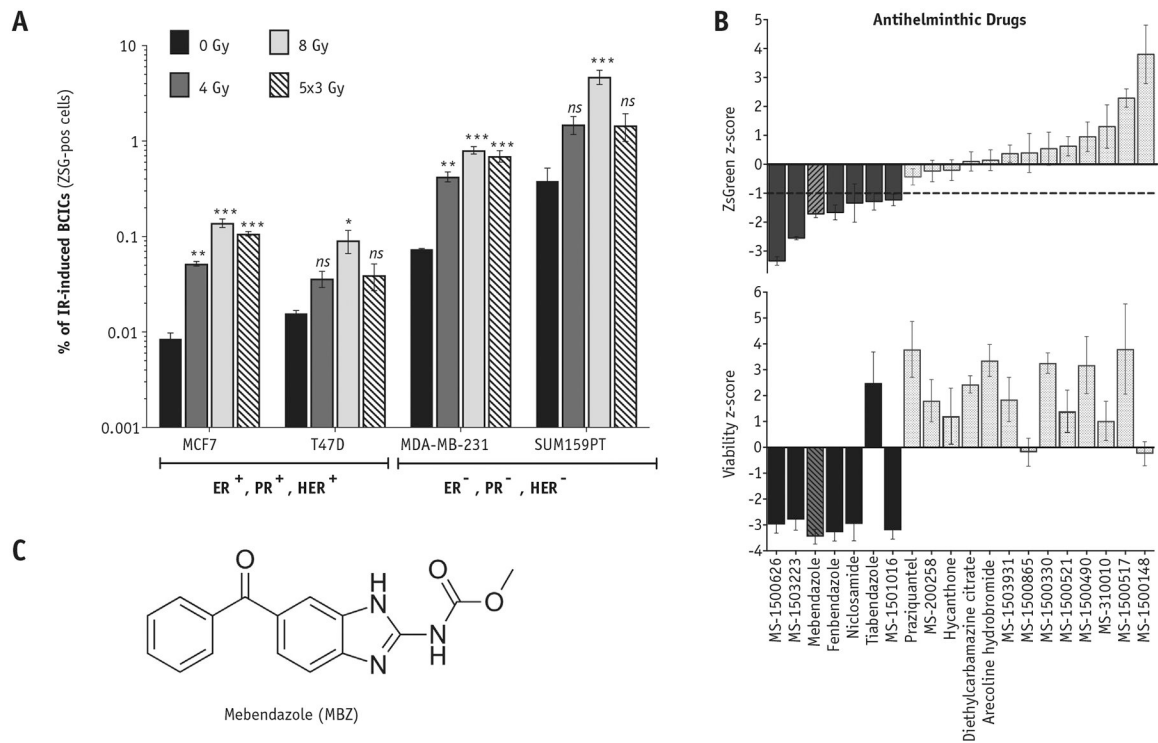 A
% of IR-induced BCICs (ZSG-pos cells)
10
1
0.1
0.01
0.001
0 Gy
8 Gy
4 Gy
5x3 Gy
**
***
***
ns
*
ns
**
***
***
ns
***
ns
MCF7
T47D
MDA-MB-231
SUM159PT
ER+, PR+, HER+
ER-, PR-, HER-
B
Antihelminthic Drugs
ZsGreen z-score
5
4
3
2
1
0
-1
-2
-3
Viability z-score
6
5
4
3
2
1
0
-1
-2
-3
-4
MS-1500626
MS-1503223
Mebendazole
Fenbendazole
Niclosamide
Tiabendazole
MS-1501016
Praziquantel
MS-200258
Hycanthone
Diethylcarbamazine citrate
Arecoline hydrobromide
MS-1503931
MS-1500865
MS-1500330
MS-1500521
MS-1500490
MS-310010
MS-1500517
MS-1500148
C
O
H
N
O
O
N
H
N
Mebendazole (MBZ)